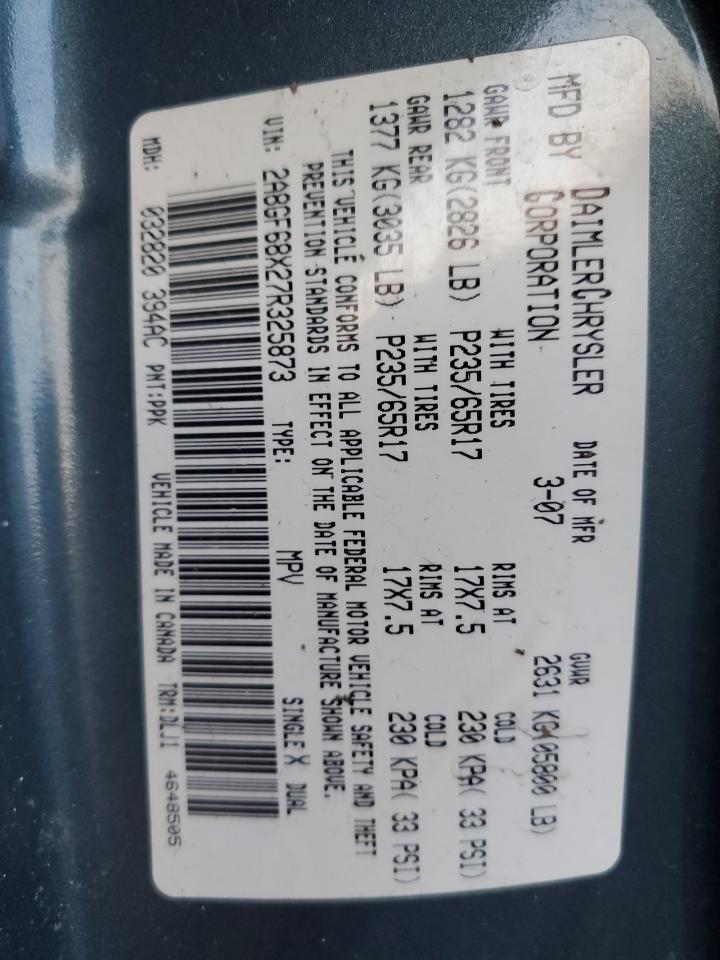 MFD BY DAIMLERCHRYSLER CORPORATION DATE OF MFR 3-07 GVWR 2631 KG(05800 LB)
GAWR FRONT WITH TIRES RIMS AT COLD
1282 KG(2826 LB) P235/65R17 17X7.5 230 KPA( 33 PSI)
GAWR REAR WITH TIRES RIMS AT COLD
1377 KG(3035 LB) P235/65R17 17X7.5 230 KPA( 33 PSI)
THIS VEHICLE CONFORMS TO ALL APPLICABLE FEDERAL MOTOR VEHICLE SAFETY AND THEFT
PREVENTION STANDARDS IN EFFECT ON THE DATE OF MANUFACTURE SHOWN ABOVE.
VIN: 2A8GF68X27R325873 TYPE: MPV SINGLE X DUAL
MDH: 032820 394AC PNT:PPK VEHICLE MADE IN CANADA TRM:DLJ1 4648505